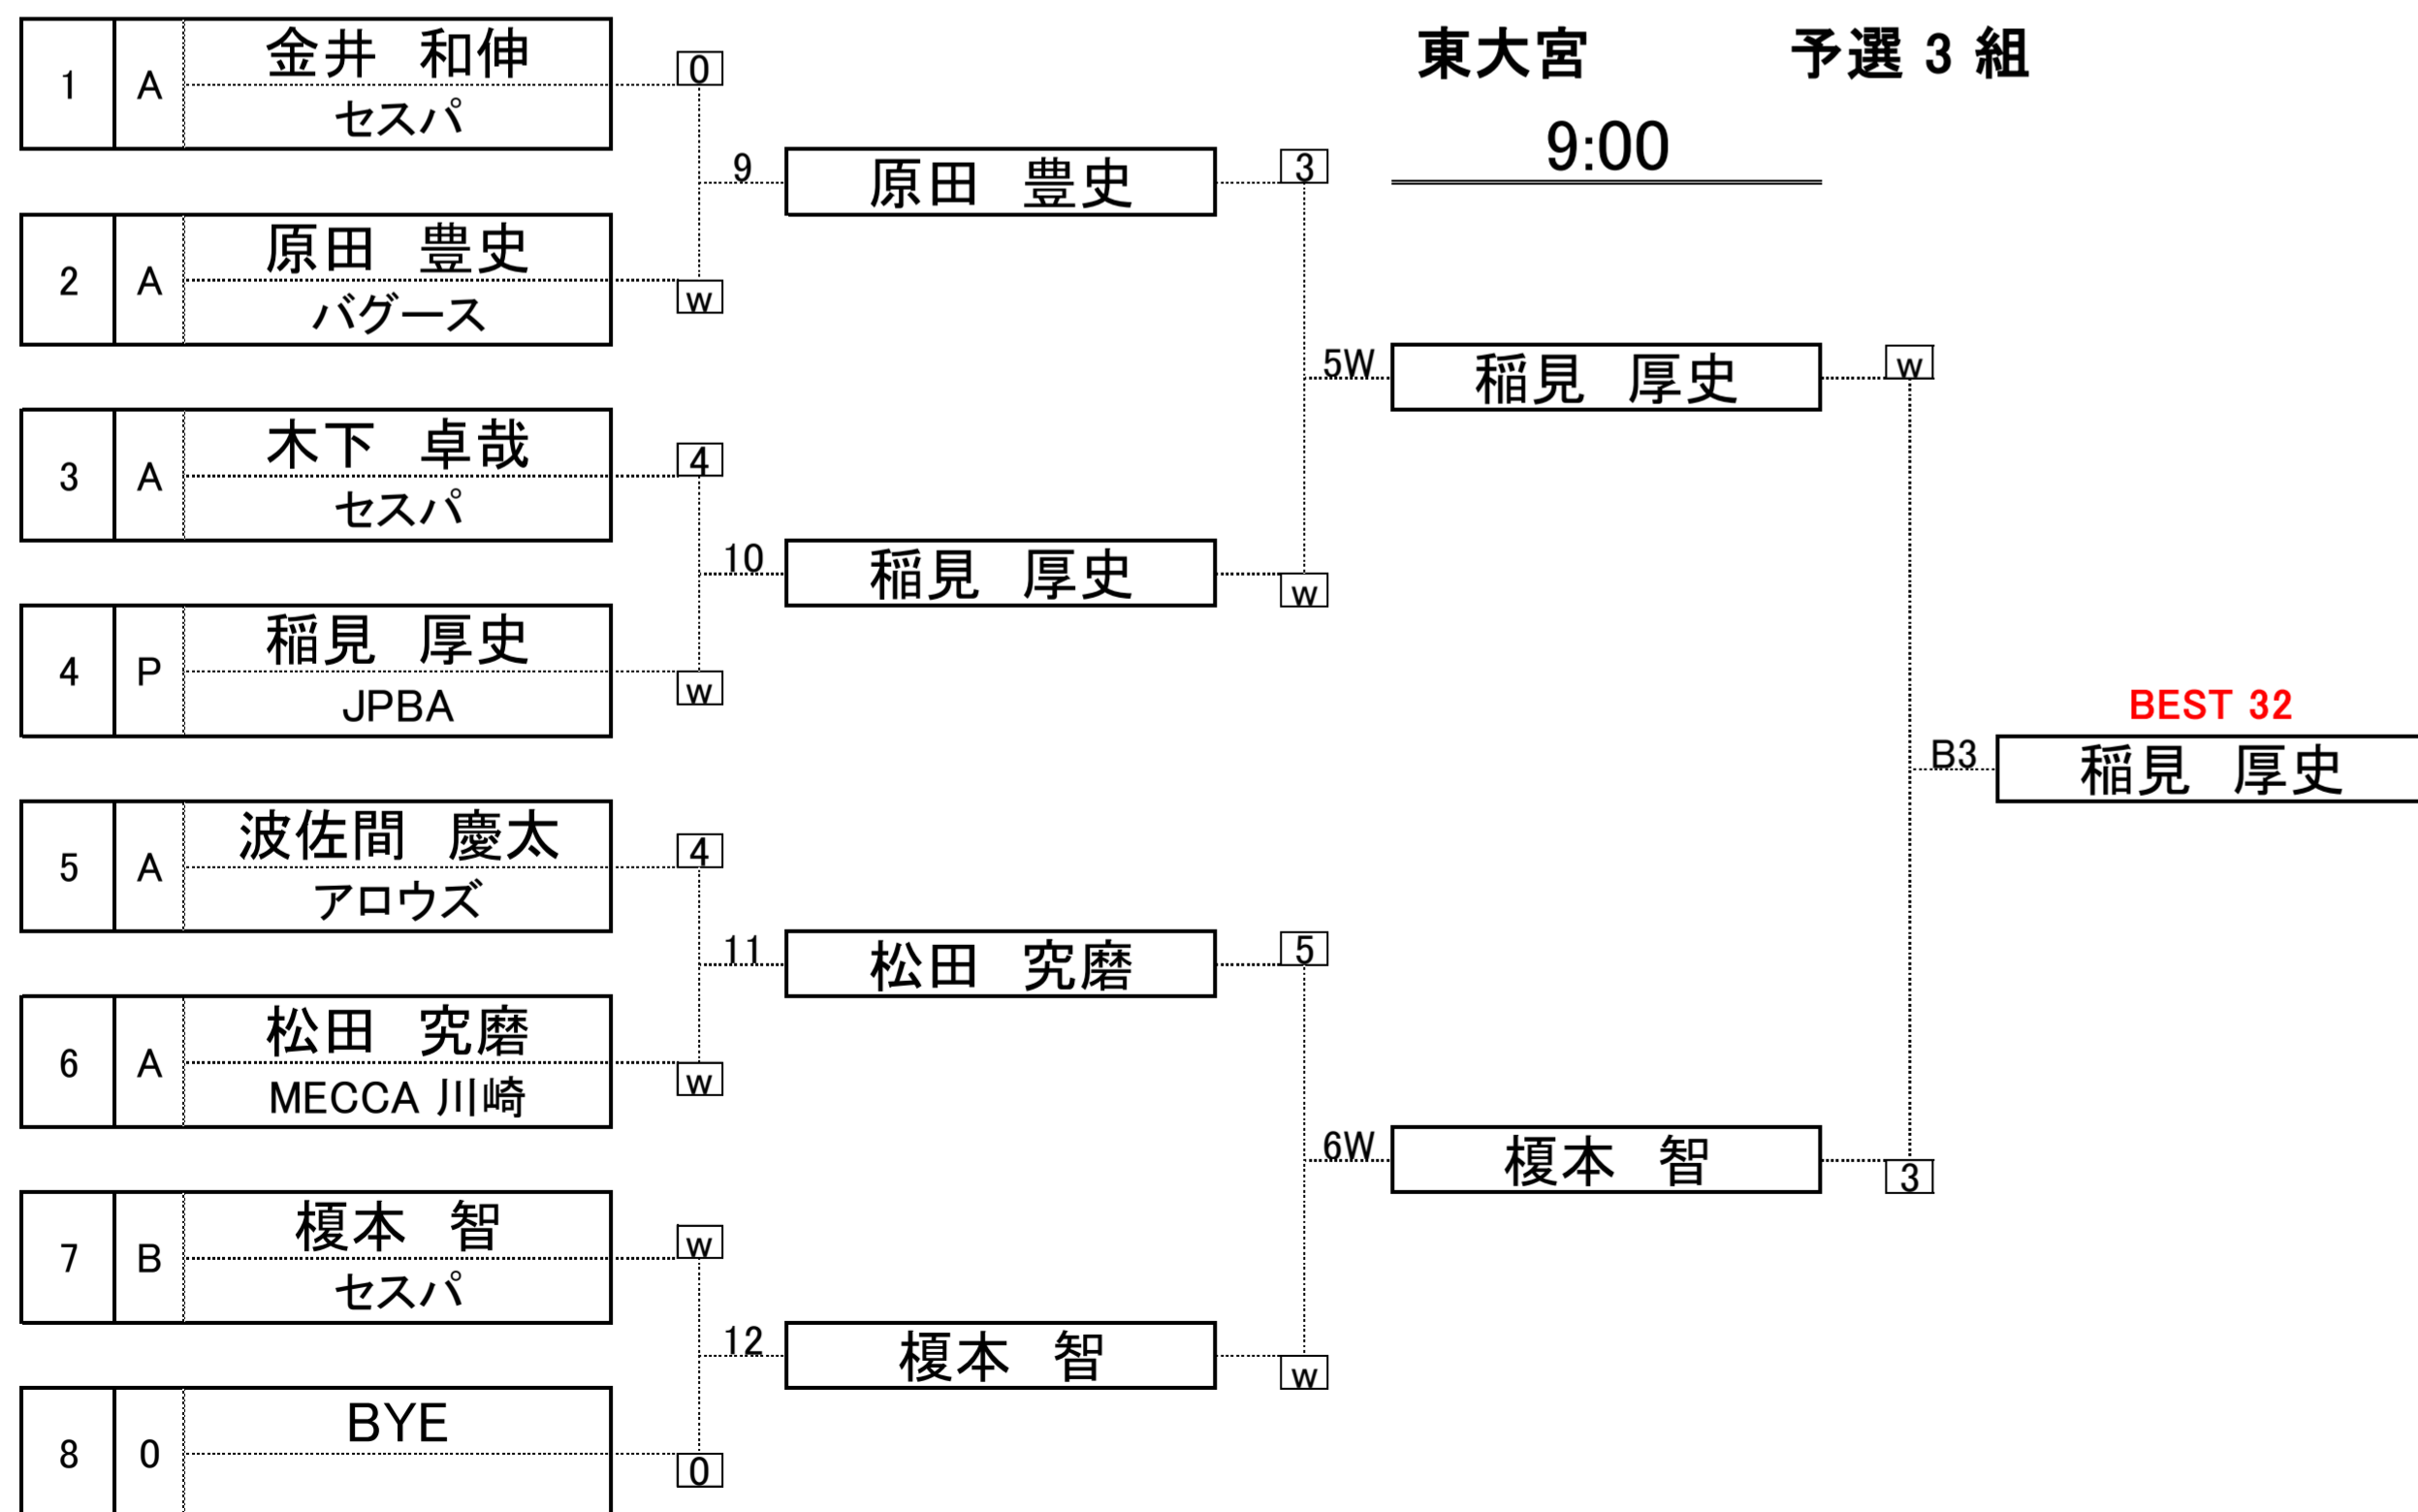 東大宮 予選 3 組
9:00
1 A 金井 和伸 0
セスパ
9 原田 豊史 3
2 A 原田 豊史 w
バグース
5W 稲見 厚史 w
3 A 木下 卓哉 4
セスパ
10 稲見 厚史 w
4 P 稲見 厚史 w
JPBA
BEST 32
B3 稲見 厚史
5 A 波佐間 慶太 4
アロウズ
11 松田 究磨 5
6 A 松田 究磨 w
MECCA 川崎
6W 榎本 智 3
7 B 榎本 智 w
セスパ
12 榎本 智 w
8 0 BYE 0